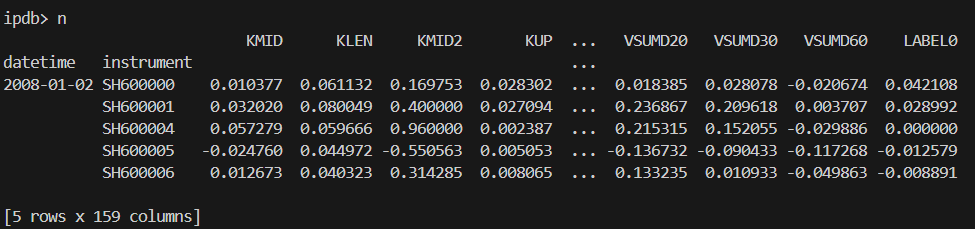 ipdb> n
KMID KLEN KMID2 KUP ... VSUMD20 VSUMD30 VSUMD60 LABEL0
datetime instrument ...
2008-01-02 SH600000 0.010377 0.061132 0.169753 0.028302 ... 0.018385 0.028078 -0.020674 0.042108
SH600001 0.032020 0.080049 0.400000 0.027094 ... 0.236867 0.209618 0.003707 0.028992
SH600004 0.057279 0.059666 0.960000 0.002387 ... 0.215315 0.152055 -0.029886 0.000000
SH600005 -0.024760 0.044972 -0.550563 0.005053 ... -0.136732 -0.090433 -0.117268 -0.012579
SH600006 0.012673 0.040323 0.314285 0.008065 ... 0.133235 0.010933 -0.049863 -0.008891
[5 rows x 159 columns]